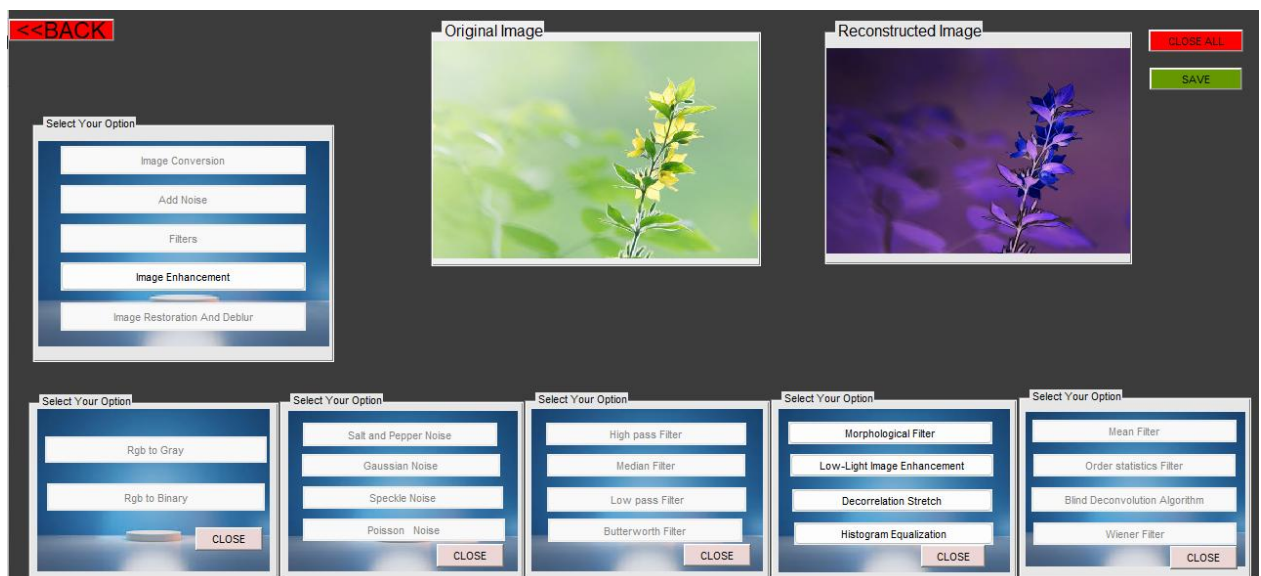 <<BACK
Original Image
Reconstructed Image
CLOSE ALL
SAVE
Select Your Option
Image Conversion
Add Noise
Filters
Image Enhancement
Image Restoration And Deblur
Select Your Option
Rgb to Gray
Rgb to Binary
CLOSE
Select Your Option
Salt and Pepper Noise
Gaussian Noise
Speckle Noise
Poisson Noise
CLOSE
Select Your Option
High pass Filter
Median Filter
Low pass Filter
Butterworth Filter
CLOSE
Select Your Option
Morphological Filter
Low-Light Image Enhancement
Decorrelation Stretch
Histogram Equalization
CLOSE
Select Your Option
Mean Filter
Order statistics Filter
Blind Deconvolution Algorithm
Wiener Filter
CLOSE